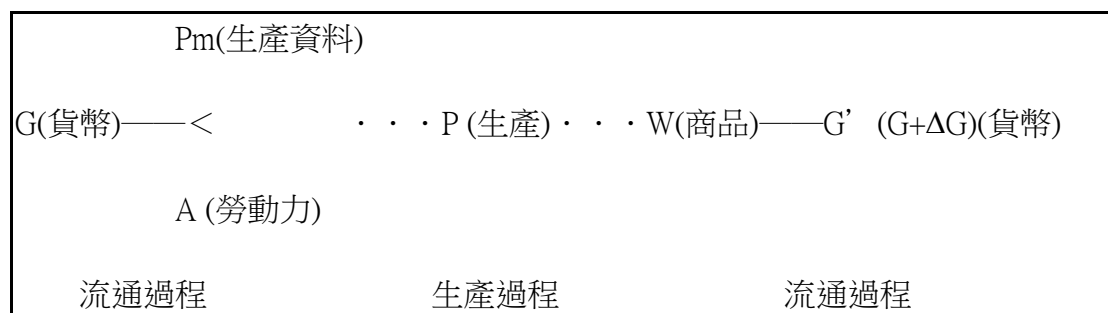 Pm(生產資料)
G(貨幣)——< ···P (生產)···W(商品)——G’ (G+ΔG)(貨幣)
A (勞動力)
流通過程 生產過程 流通過程